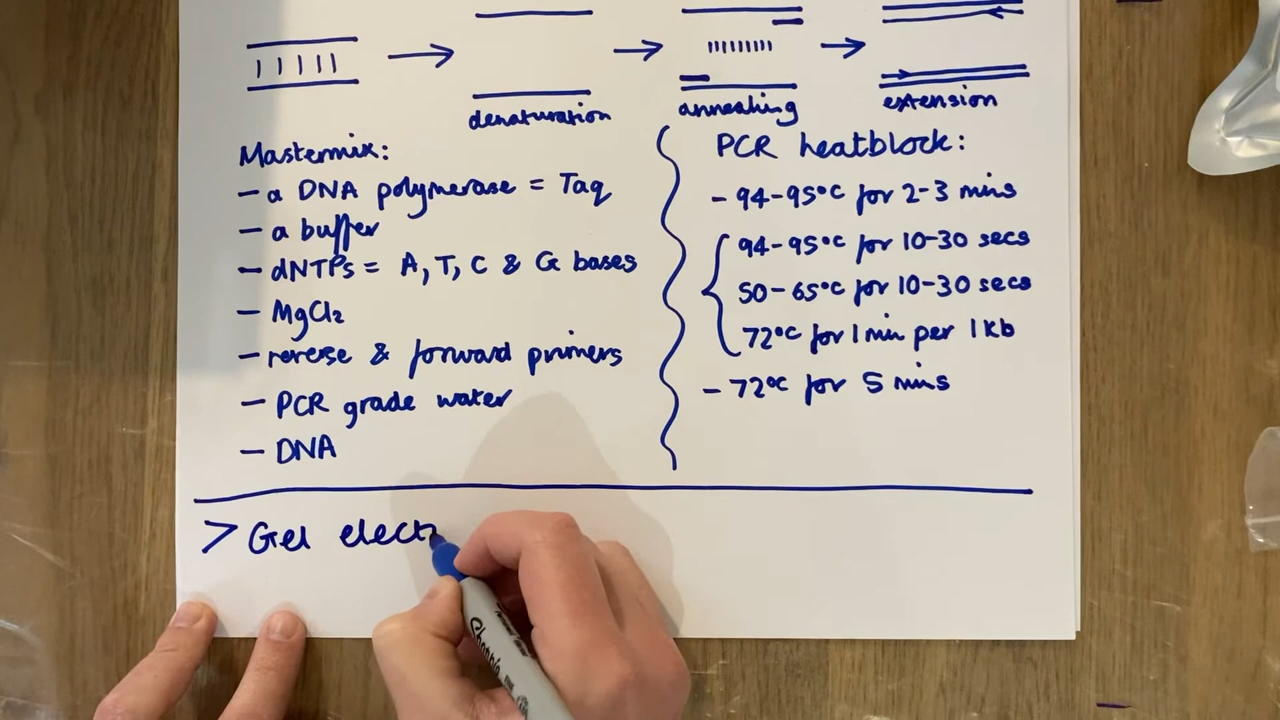 denaturation
annealing
extension
Mastermix:
- a DNA polymerase = Taq
- a buffer
- dNTPs = A, T, C & G bases
- MgCl2
- reverse & forward primers
- PCR grade water
- DNA
PCR heatblock:
- 94-95°C for 2-3 mins
94-95°C for 10-30 secs
50-65°C for 10-30 secs
72°C for 1 min per 1kb
- 72°C for 5 mins
> Gel elect
Sharpie